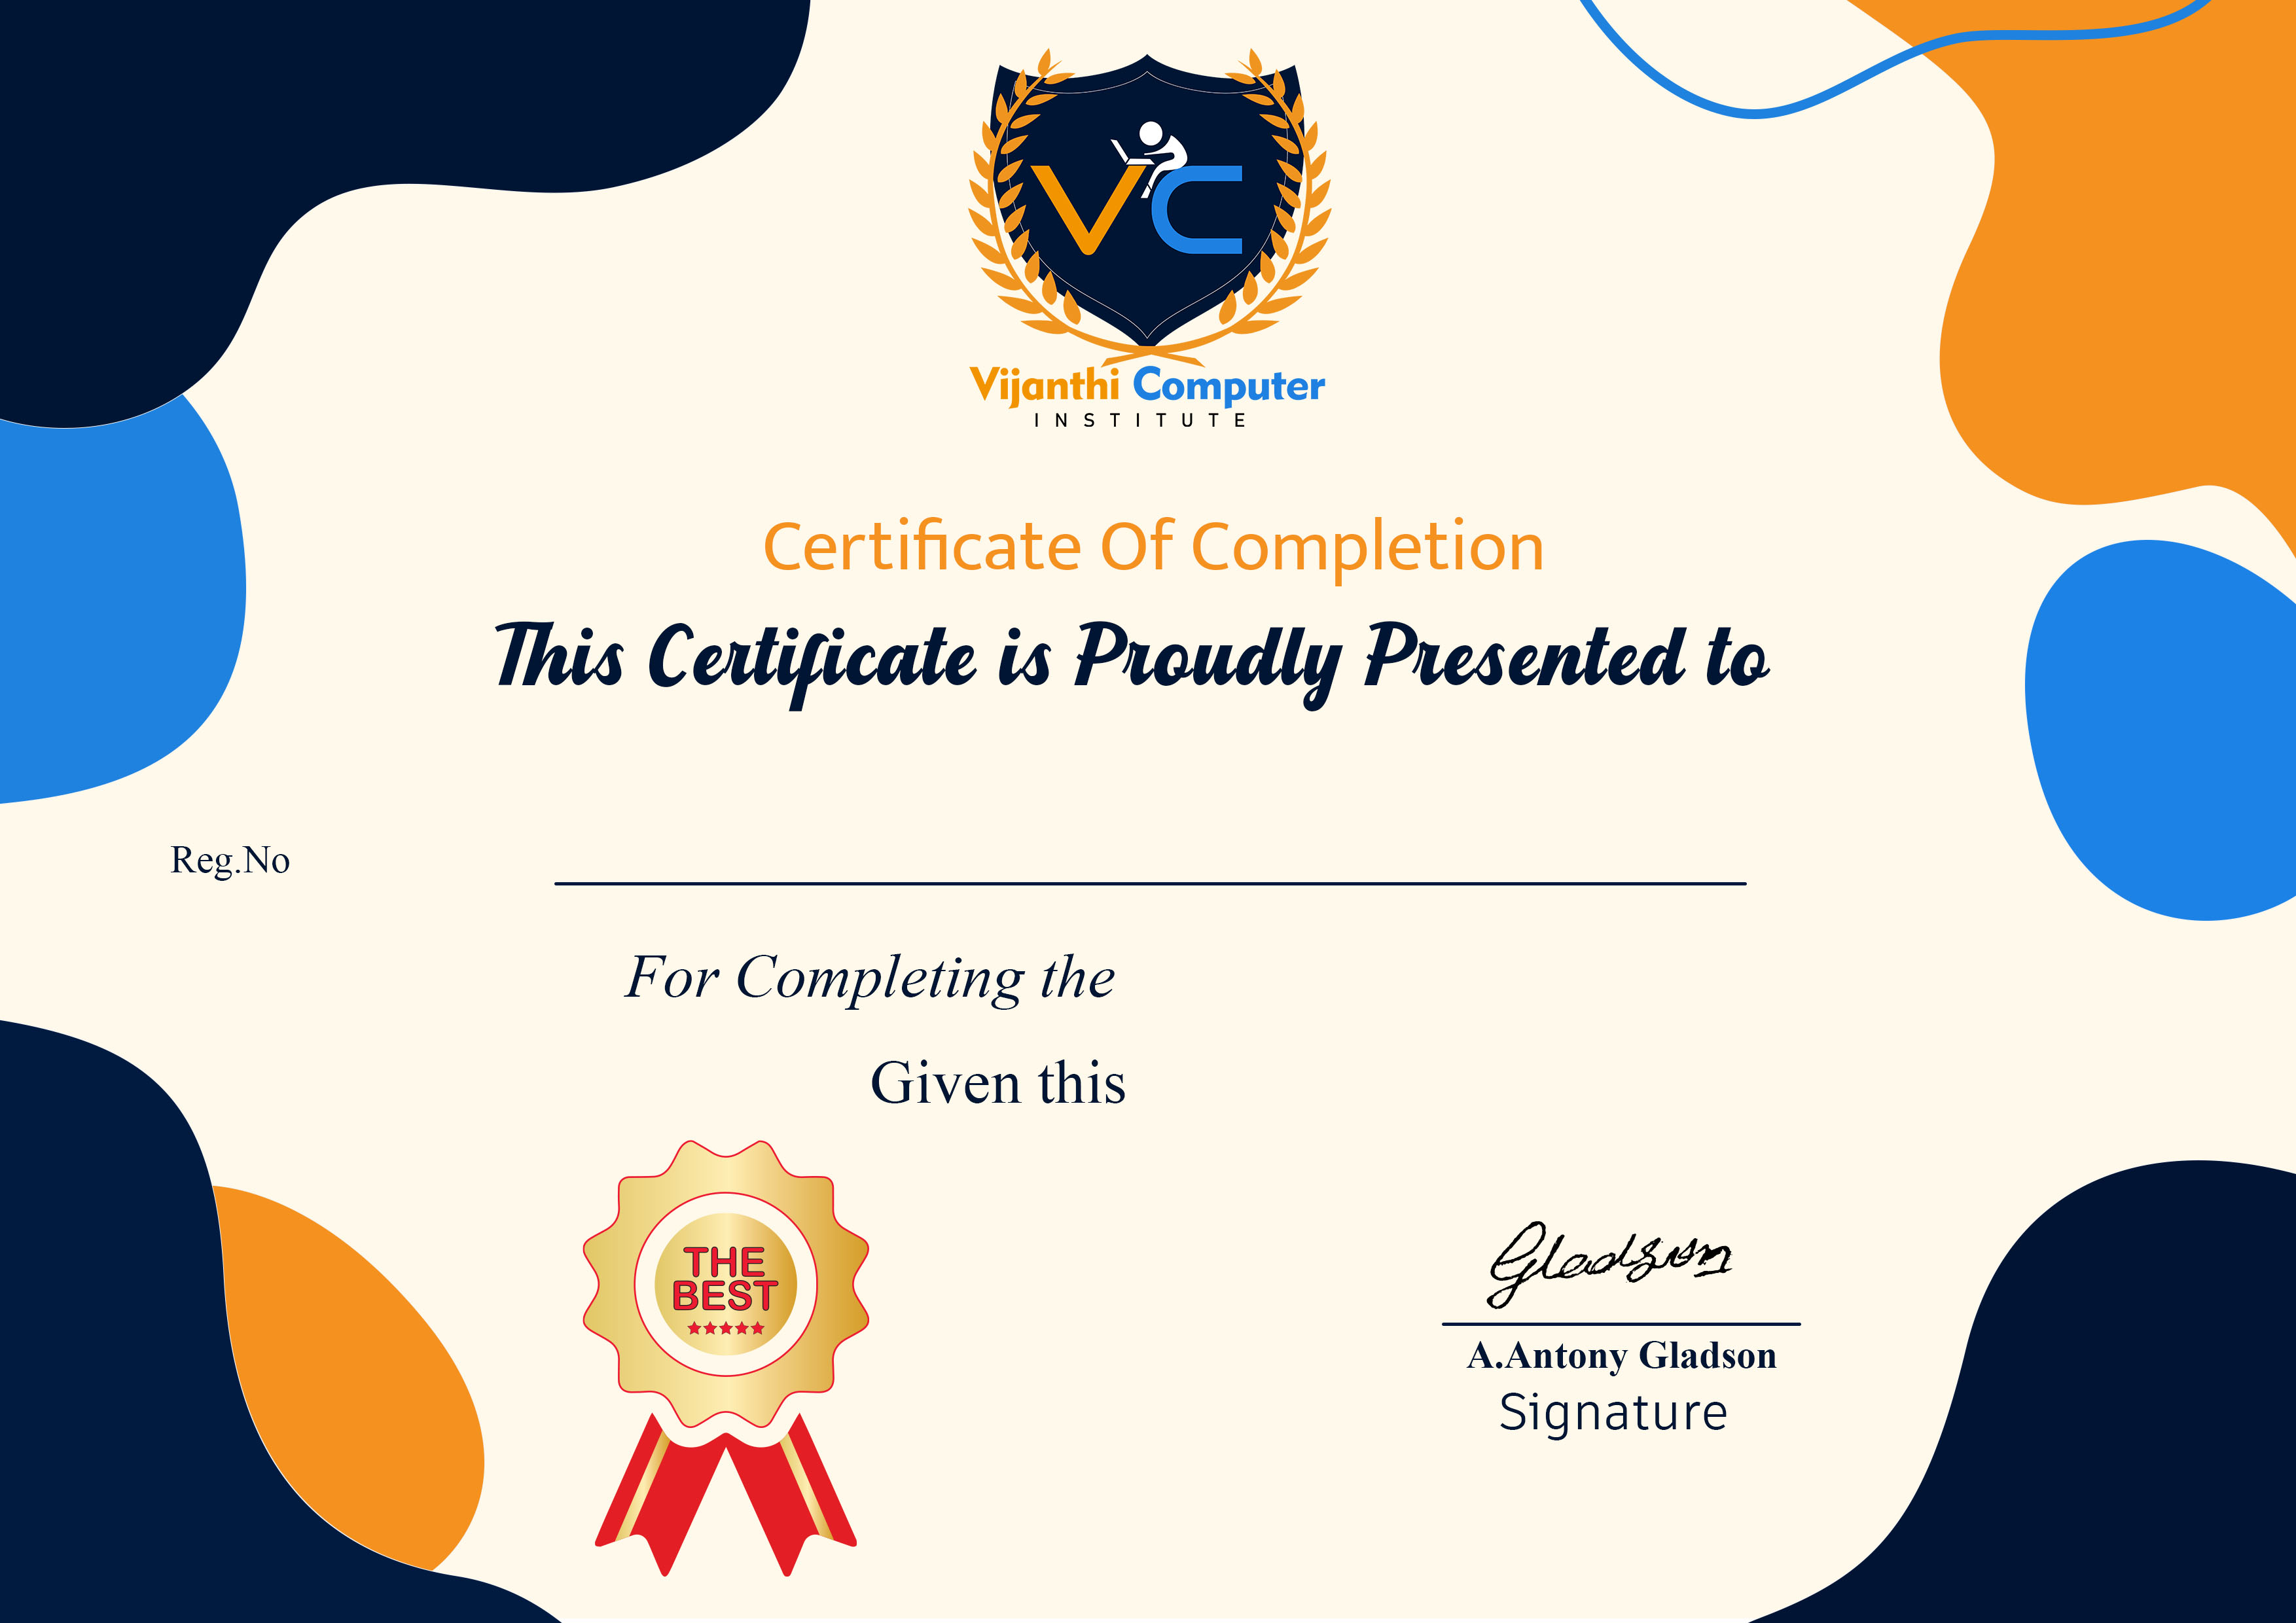 VC
Vijanthi Computer
INSTITUTE
Certificate Of Completion
This Certificate is Proudly Presented to
Reg.No
For Completing the
Given this
THE
BEST
Gladson
A.Antony Gladson
Signature